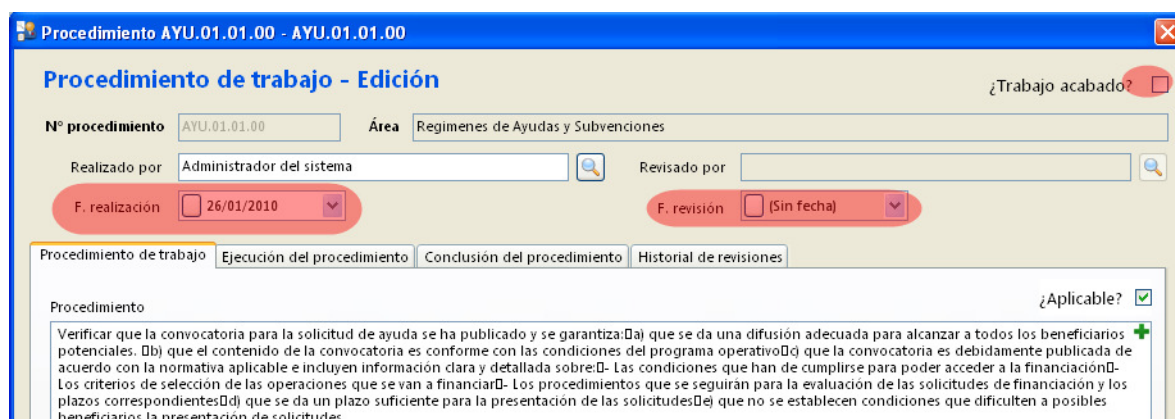 Procedimiento AYU.01.01.00 - AYU.01.01.00
Procedimiento de trabajo - Edición
¿Trabajo acabado?
Nº procedimiento AYU.01.01.00 Área Regimenes de Ayudas y Subvenciones
Realizado por Administrador del sistema Revisado por
F. realización 26/01/2010 F. revisión (Sin fecha)
Procedimiento de trabajo Ejecución del procedimiento Conclusión del procedimiento Historial de revisiones
¿Aplicable?
Procedimiento
Verificar que la convocatoria para la solicitud de ayuda se ha publicado y se garantiza:▯a) que se da una difusión adecuada para alcanzar a todos los beneficiarios
potenciales. ▯b) que el contenido de la convocatoria es conforme con las condiciones del programa operativo▯c) que la convocatoria es debidamente publicada de
acuerdo con la normativa aplicable e incluyen información clara y detallada sobre:▯- Las condiciones que han de cumplirse para poder acceder a la financiación▯-
Los criterios de selección de las operaciones que se van a financiar▯- Los procedimientos que se seguirán para la evaluación de las solicitudes de financiación y los
plazos correspondientes▯d) que se da un plazo suficiente para la presentación de las solicitudes▯e) que no se establecen condiciones que dificulten a posibles
beneficiarios la presentación de solicitudes